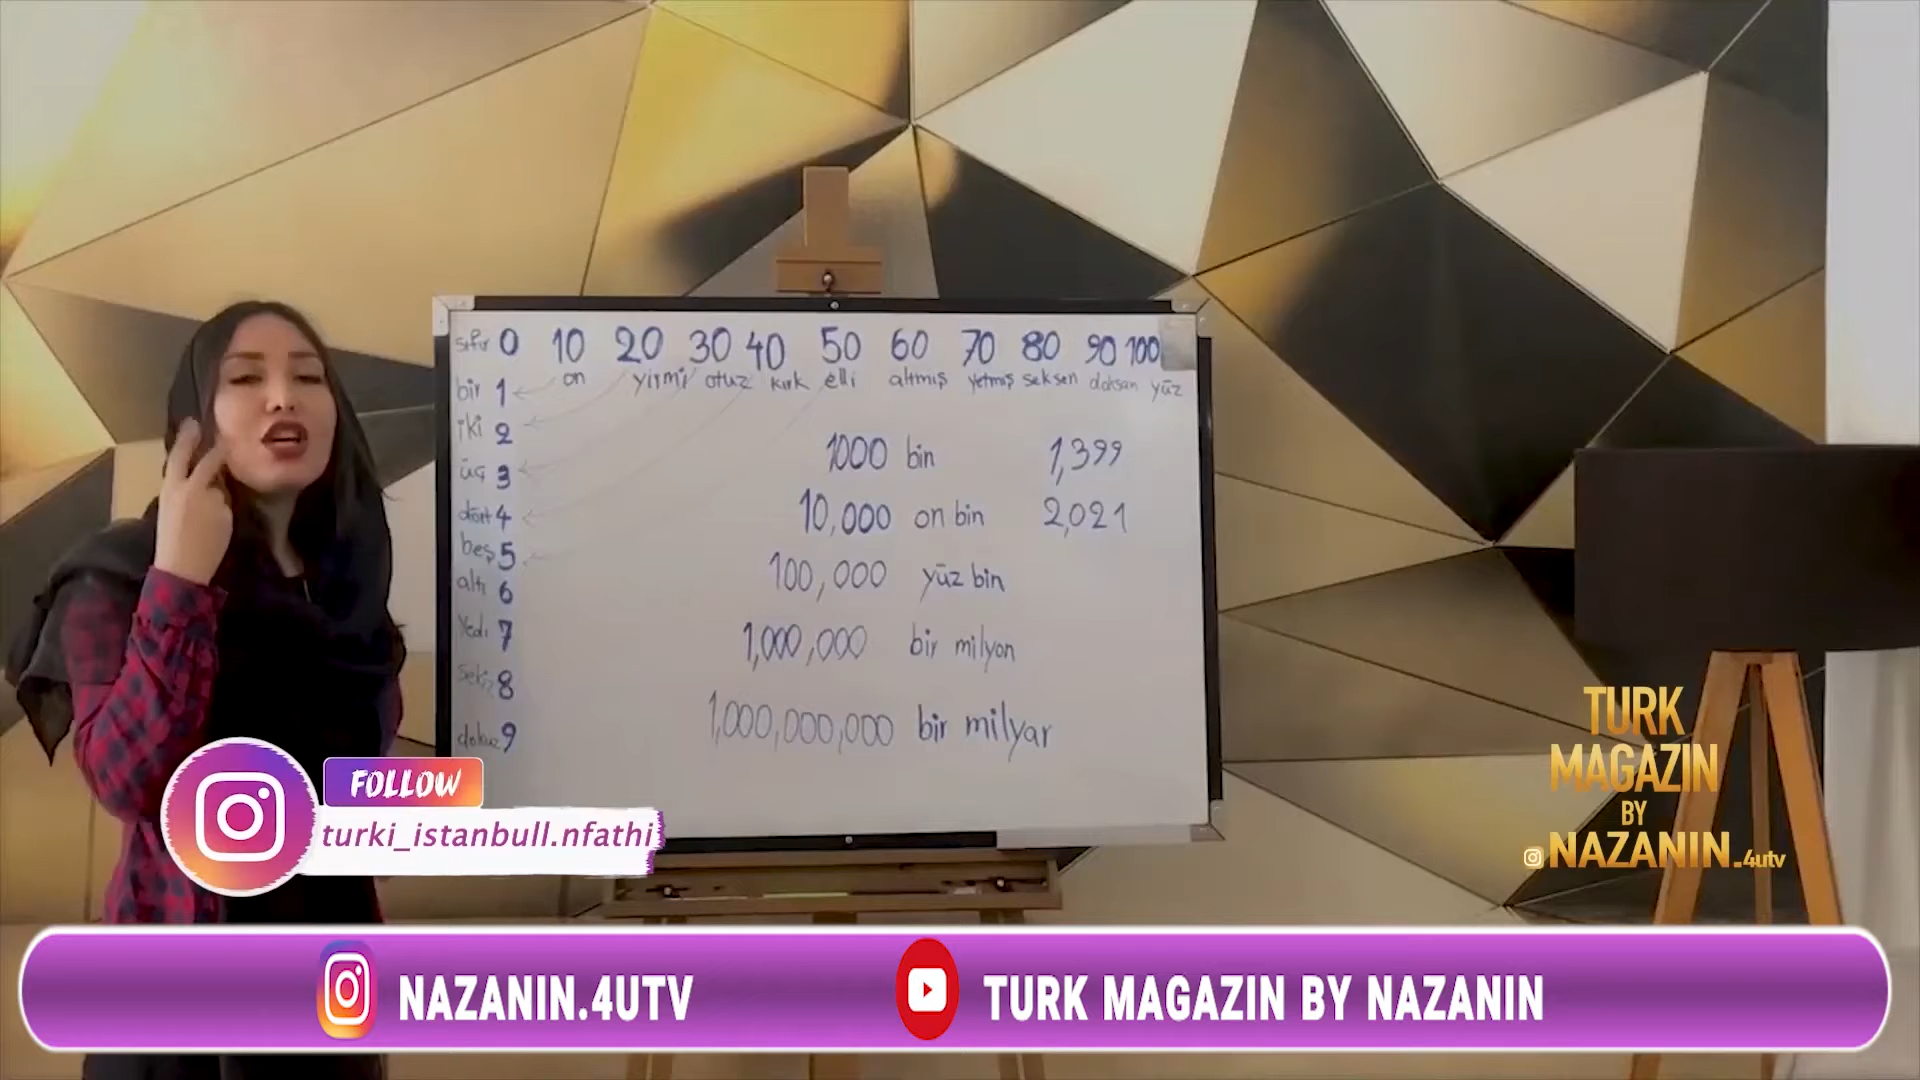 sıfır 0 10 20 30 40 50 60 70 80 90 100
on yirmi otuz kırk elli altmış yetmiş seksen doksan yüz
bir 1
iki 2
üç 3
dört 4
beş 5
altı 6
yedi 7
sekiz 8
dokuz 9
1000 bin 1,399
10,000 on bin 2,021
100,000 yüz bin
1,000,000 bir milyon
1,000,000,000 bir milyar
FOLLOW
turki_istanbull.nfathi
TURK
MAGAZIN
BY
NAZANIN.4utv
NAZANIN.4UTV
TURK MAGAZIN BY NAZANIN